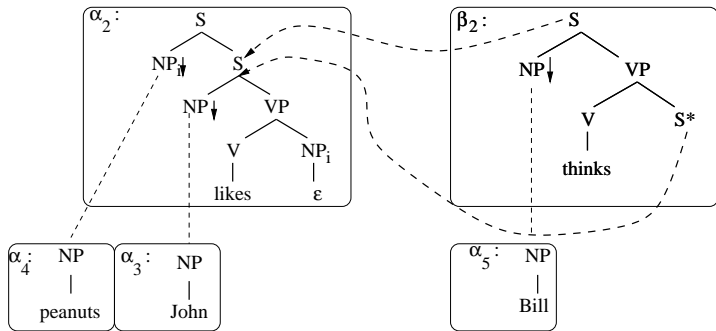 α2: S
NPi S
NP VP
V NPi
likes ε
β2: S
NP VP
V S*
thinks
α4: NP
peanuts
α3: NP
John
α5: NP
Bill